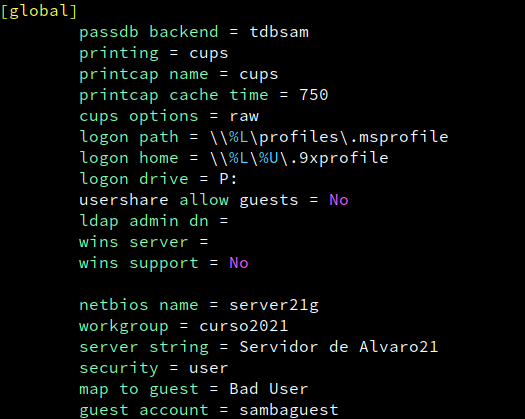 [global]
passdb backend = tdbsam
printing = cups
printcap name = cups
printcap cache time = 750
cups options = raw
logon path = \\%L\profiles\.msprofile
logon home = \\%L\%U\.9xprofile
logon drive = P:
usershare allow guests = No
ldap admin dn =
wins server =
wins support = No
netbios name = server21g
workgroup = curso2021
server string = Servidor de Alvaro21
security = user
map to guest = Bad User
guest account = sambaguest